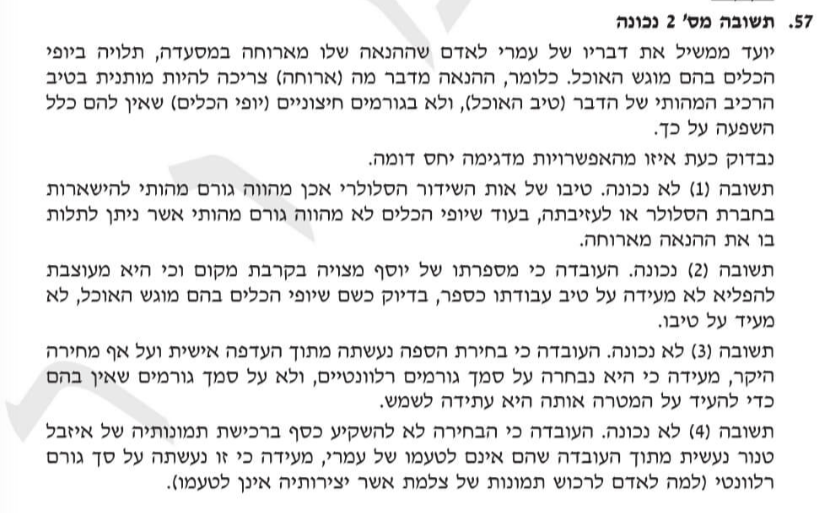 57. תשובה מס' 2 נכונה
יועד ממשיל את דבריו של עמרי לאדם שההנאה שלו מארוחה במסעדה, תלויה ביופי
הכלים בהם מוגש האוכל. כלומר, ההנאה מדבר מה (ארוחה) צריכה להיות מותנית בטיב
הרכיב המהותי של הדבר (טיב האוכל), ולא בגורמים חיצוניים (יופי הכלים) שאין להם כלל
השפעה על כך.
נבדוק כעת איזו מהאפשרויות מדגימה יחס דומה.
תשובה (1) לא נכונה. טיבו של אות השידור הסלולרי אכן מהווה גורם מהותי להישארות
בחברת הסלולר או לעזיבתה, בעוד שיופי הכלים לא מהווה גורם מהותי אשר ניתן לתלות
בו את ההנאה מארוחה.
תשובה (2) נכונה. העובדה כי מספרתו של יוסף מצויה בקרבת מקום וכי היא מעוצבת
להפליא לא מעידה על טיב עבודתו כספר, בדיוק כשם שיופי הכלים בהם מוגש האוכל, לא
מעיד על טיבו.
תשובה (3) לא נכונה. העובדה כי בחירת הספה נעשתה מתוך העדפה אישית ועל אף מחירה
היקר, מעידה כי היא נבחרה על סמך גורמים רלוונטיים, ולא על סמך גורמים שאין בהם
כדי להעיד על המטרה אותה היא עתידה לשמש.
תשובה (4) לא נכונה. העובדה כי הבחירה לא להשקיע כסף ברכישת תמונותיה של איזבל
טנור נעשית מתוך העובדה שהם אינם לטעמו של עמרי, מעידה כי זו נעשתה על סך גורם
רלוונטי (למה לאדם לרכוש תמונות של צלמת אשר יצירותיה אינן לטעמו).